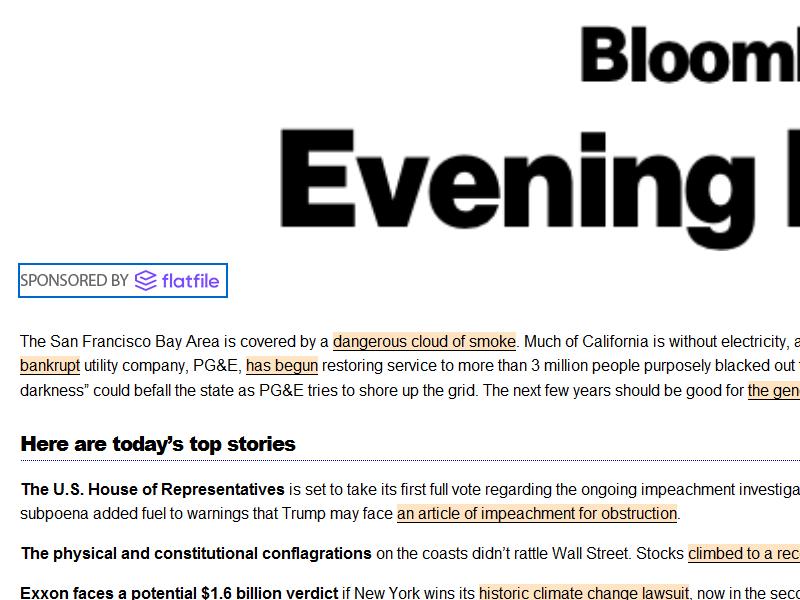 Bloom
Evening
SPONSORED BY flatfile
The San Francisco Bay Area is covered by a dangerous cloud of smoke. Much of California is without electricity,
bankrupt utility company, PG&E, has begun restoring service to more than 3 million people purposely blacked out
darkness” could befall the state as PG&E tries to shore up the grid. The next few years should be good for the
Here are today’s top stories
The U.S. House of Representatives is set to take its first full vote regarding the ongoing impeachment
subpoena added fuel to warnings that Trump may face an article of impeachment for obstruction.
The physical and constitutional conflagrations on the coasts didn’t rattle Wall Street. Stocks climbed to a
Exxon faces a potential $1.6 billion verdict if New York wins its historic climate change lawsuit, now in the